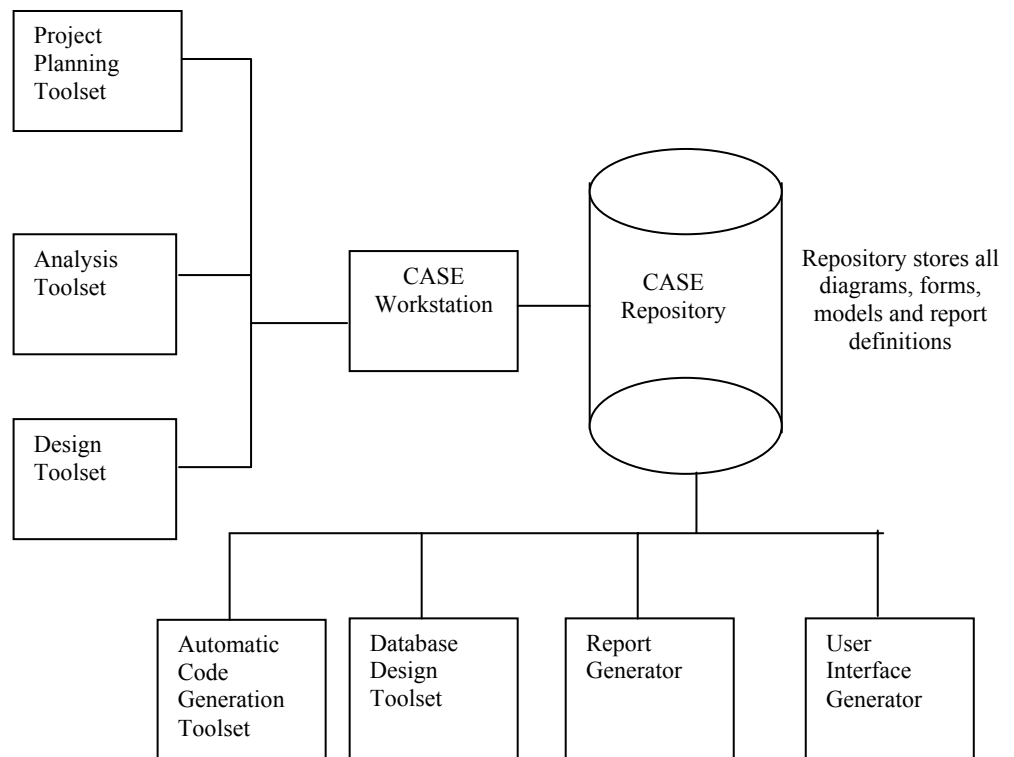 Project
Planning
Toolset
Analysis
Toolset
Design
Toolset
CASE
Workstation
CASE
Repository
Repository stores all
diagrams, forms,
models and report
definitions
Automatic
Code
Generation
Toolset
Database
Design
Toolset
Report
Generator
User
Interface
Generator